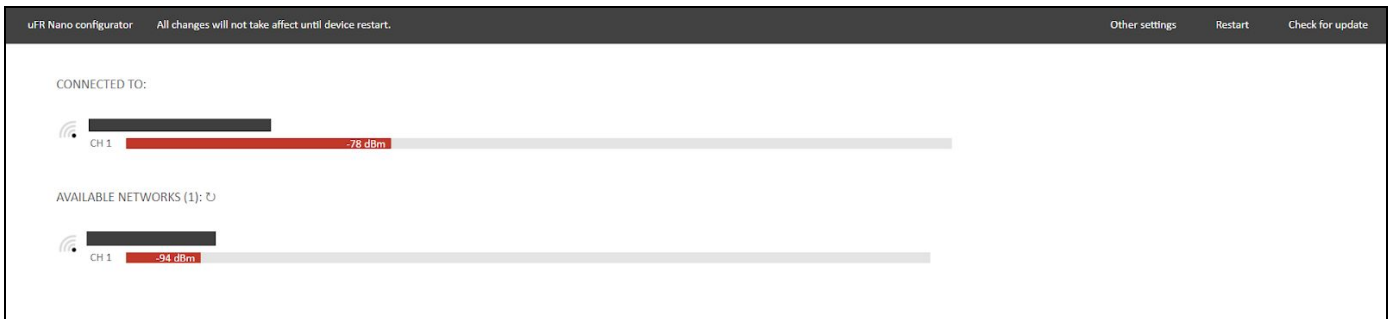 uFR Nano configurator All changes will not take affect until device restart. Other settings Restart Check for update
CONNECTED TO:
CH 1 -78 dBm
AVAILABLE NETWORKS (1): ↻
CH 1 -94 dBm